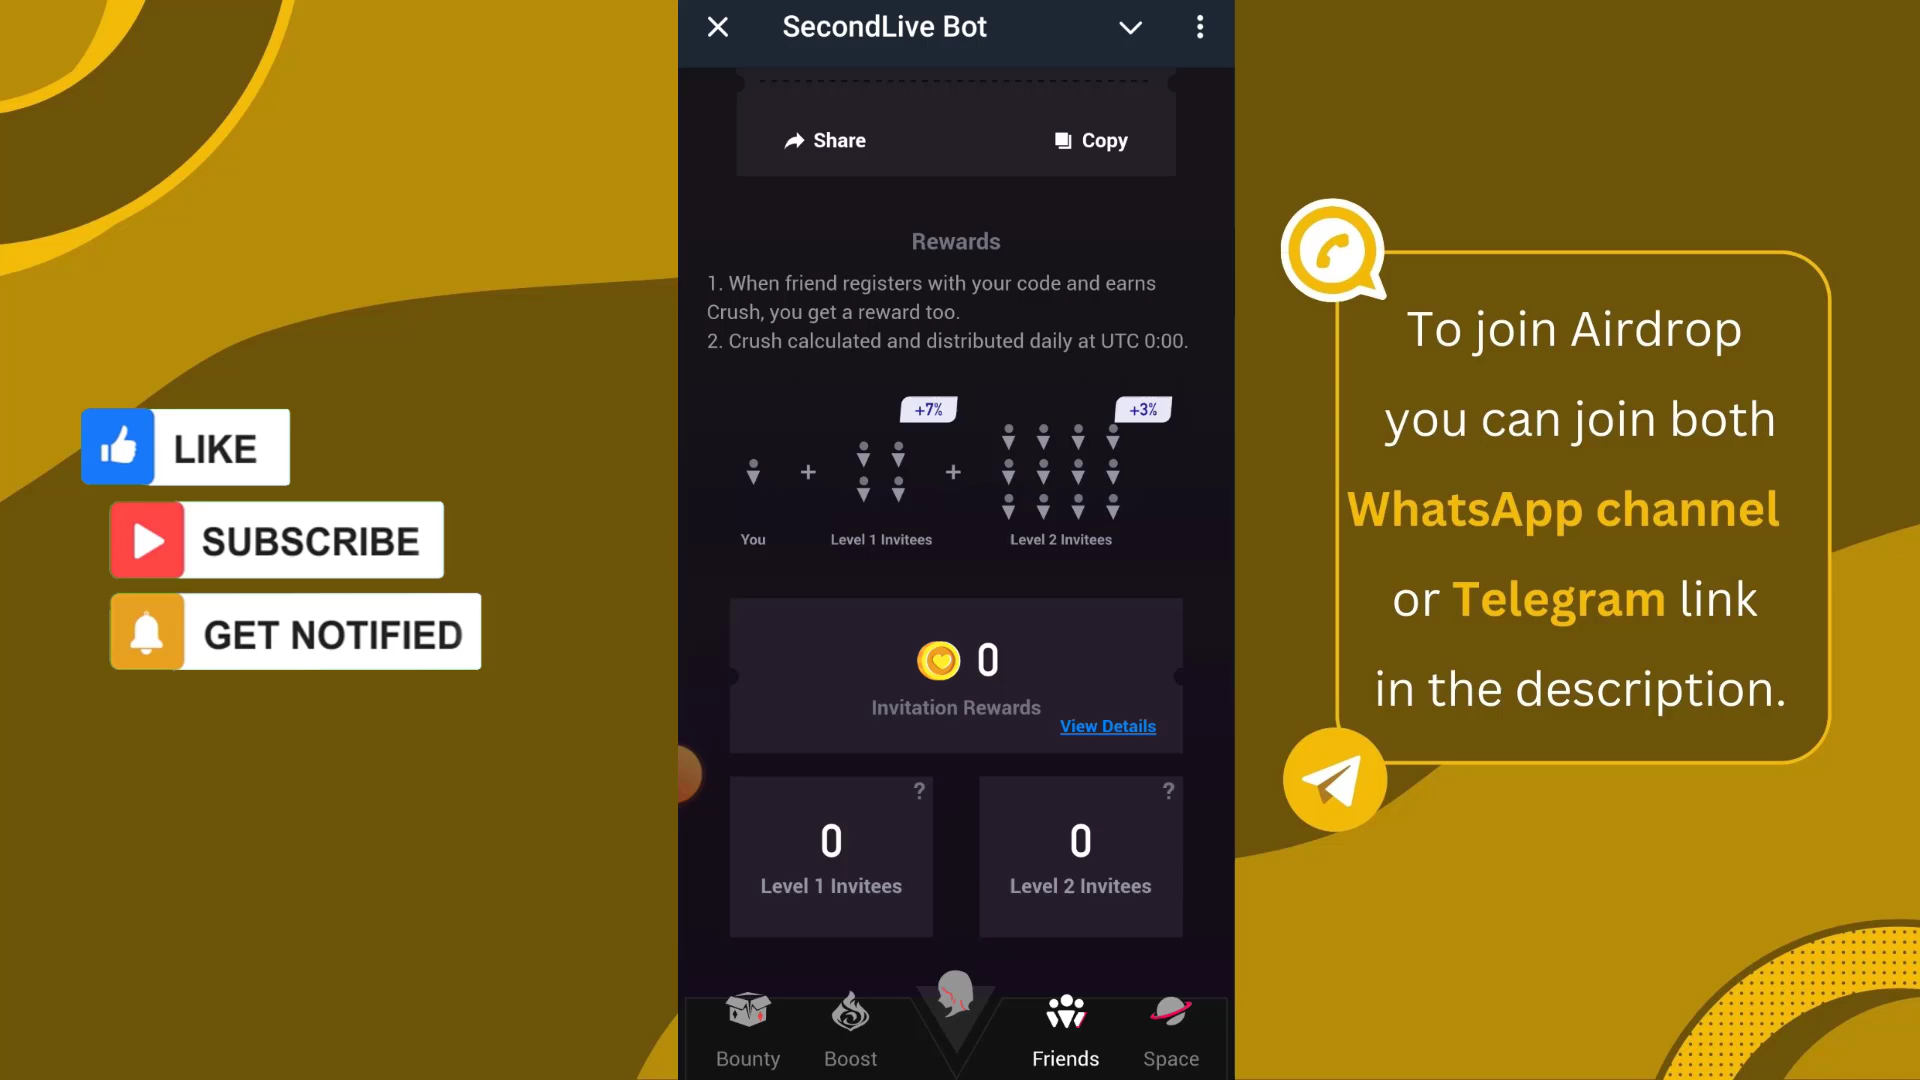 SecondLive Bot
Share
Copy
Rewards
1. When friend registers with your code and earns
Crush, you get a reward too.
2. Crush calculated and distributed daily at UTC 0:00.
+7%
+3%
+
+
You
Level 1 Invitees
Level 2 Invitees
0
Invitation Rewards
View Details
?
?
0
0
Level 1 Invitees
Level 2 Invitees
Bounty
Boost
Friends
Space
LIKE
SUBSCRIBE
GET NOTIFIED
To join Airdrop
you can join both
WhatsApp channel
or Telegram link
in the description.